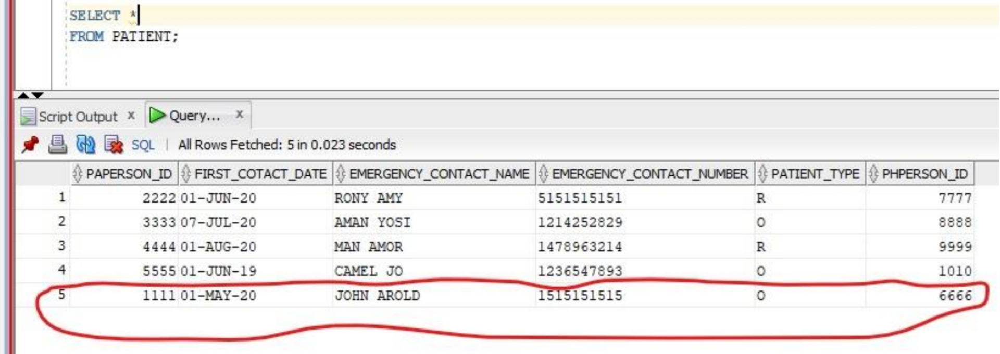 SELECT *
FROM PATIENT;
Script Output x Query... x
SQL | All Rows Fetched: 5 in 0.023 seconds
PAPERSON_ID FIRST_COTACT_DATE EMERGENCY_CONTACT_NAME EMERGENCY_CONTACT_NUMBER PATIENT_TYPE PHPERSON_ID
1 2222 01-JUN-20 RONY AMY 5151515151 R 7777
2 3333 07-JUL-20 AMAN YOSI 1214252829 O 8888
3 4444 01-AUG-20 MAN AMOR 1478963214 R 9999
4 5555 01-JUN-19 CAMEL JO 1236547893 O 1010
5 1111 01-MAY-20 JOHN AROLD 1515151515 O 6666